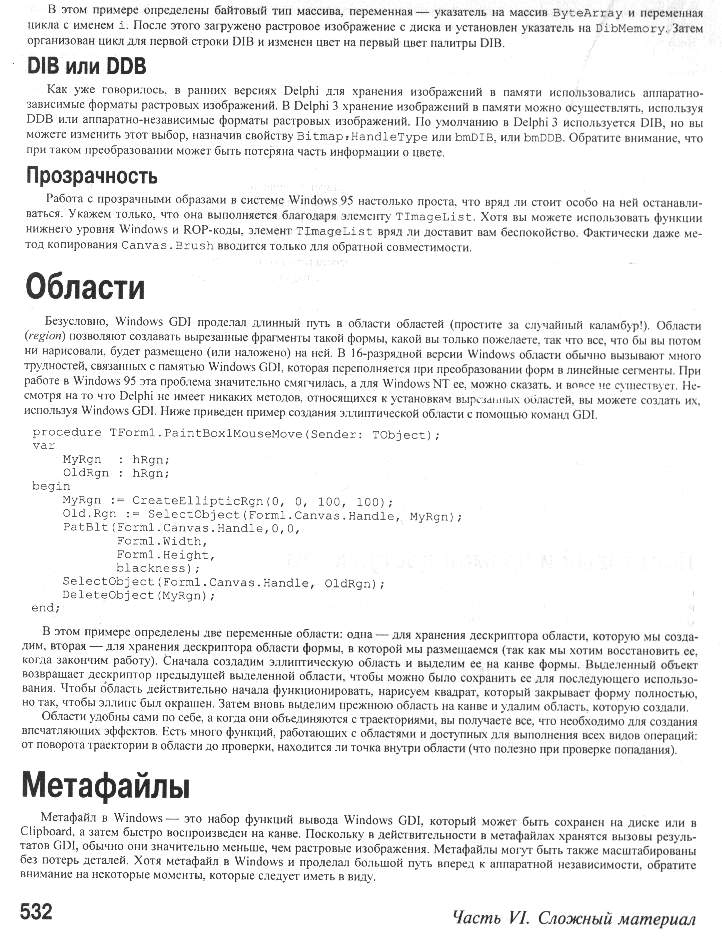 В этом примере определены байтовый тип массива, переменная — указатель на массив ByteArray и переменная
цикла с именем i. После этого загружено растровое изображение с диска и установлен указатель на DibMemory. Затем
организован цикл для первой строки DIB и изменен цвет на первый цвет палитры DIB.
DIB или DDB
Как уже говорилось, в ранних версиях Delphi для хранения изображений в памяти использовались аппаратно-
зависимые форматы растровых изображений. В Delphi 3 хранение изображений в памяти можно осуществлять, используя
DDB или аппаратно-независимые форматы растровых изображений. По умолчанию в Delphi 3 используется DIB, но вы
можете изменить этот выбор, назначив свойству Bitmap.HandleType или bmDIB, или bmDDB. Обратите внимание, что
при таком преобразовании может быть потеряна часть информации о цвете.
Прозрачность
Работа с прозрачными образами в системе Windows 95 настолько проста, что вряд ли стоит особо на ней останавли-
ваться. Укажем только, что она выполняется благодаря элементу TImageList. Хотя вы можете использовать функции
нижнего уровня Windows и ROP-коды, элемент TImageList вряд ли доставит вам беспокойство. Фактически даже ме-
тод копирования Canvas.Brush вводится только для обратной совместимости.
Области
Безусловно, Windows GDI проделал длинный путь в области областей (простите за случайный каламбур!). Области
(region) позволяют создавать вырезанные фрагменты такой формы, какой вы только пожелаете, так что все, что бы вы потом
ни нарисовали, будет размещено (или наложено) на ней. В 16-разрядной версии Windows области обычно вызывают много
трудностей, связанных с памятью Windows GDI, которая переполняется при преобразовании форм в линейные сегменты. При
работе в Windows 95 эта проблема значительно смягчилась, а для Windows NT ее, можно сказать, и вовсе не существует. Не-
смотря на то что Delphi не имеет никаких методов, относящихся к установкам вырезанных областей, вы можете создать их,
используя Windows GDI. Ниже приведен пример создания эллиптической области с помощью команд GDI.
procedure TForm1.PaintBox1MouseMove(Sender: TObject);
var
MyRgn : hRgn;
OldRgn : hRgn;
begin
MyRgn := CreateEllipticRgn(0, 0, 100, 100);
Old.Rgn := SelectObject(Form1.Canvas.Handle, MyRgn);
PatBlt(Form1.Canvas.Handle,0,0,
Form1.Width,
Form1.Height,
blackness);
SelectObject(Form1.Canvas.Handle, OldRgn);
DeleteObject(MyRgn);
end;
В этом примере определены две переменные области: одна — для хранения дескриптора области, которую мы созда-
дим, вторая — для хранения дескриптора области формы, в которой мы размещаемся (так как мы хотим восстановить ее,
когда закончим работу). Сначала создадим эллиптическую область и выделим ее на канве формы. Выделенный объект
возвращает дескриптор предыдущей выделенной области, чтобы можно было сохранить ее для последующего использо-
вания. Чтобы область действительно начала функционировать, нарисуем квадрат, который закрывает форму полностью,
но так, чтобы эллипс был окрашен. Затем вновь выделим прежнюю область на канве и удалим область, которую создали.
Области удобны сами по себе, а когда они объединяются с траекториями, вы получаете все, что необходимо для создания
впечатляющих эффектов. Есть много функций, работающих с областями и доступных для выполнения всех видов операций:
от поворота траектории в области до проверки, находится ли точка внутри области (что полезно при проверке попадания).
Метафайлы
Метафайл в Windows — это набор функций вывода Windows GDI, который может быть сохранен на диске или в
Clipboard, а затем быстро воспроизведен на канве. Поскольку в действительности в метафайлах хранятся вызовы резуль-
татов GDI, обычно они значительно меньше, чем растровые изображения. Метафайлы могут быть также масштабированы
без потерь деталей. Хотя метафайл в Windows и проделал большой путь вперед к аппаратной независимости, обратите
внимание на некоторые моменты, которые следует иметь в виду.
532
Часть VI. Сложный материал